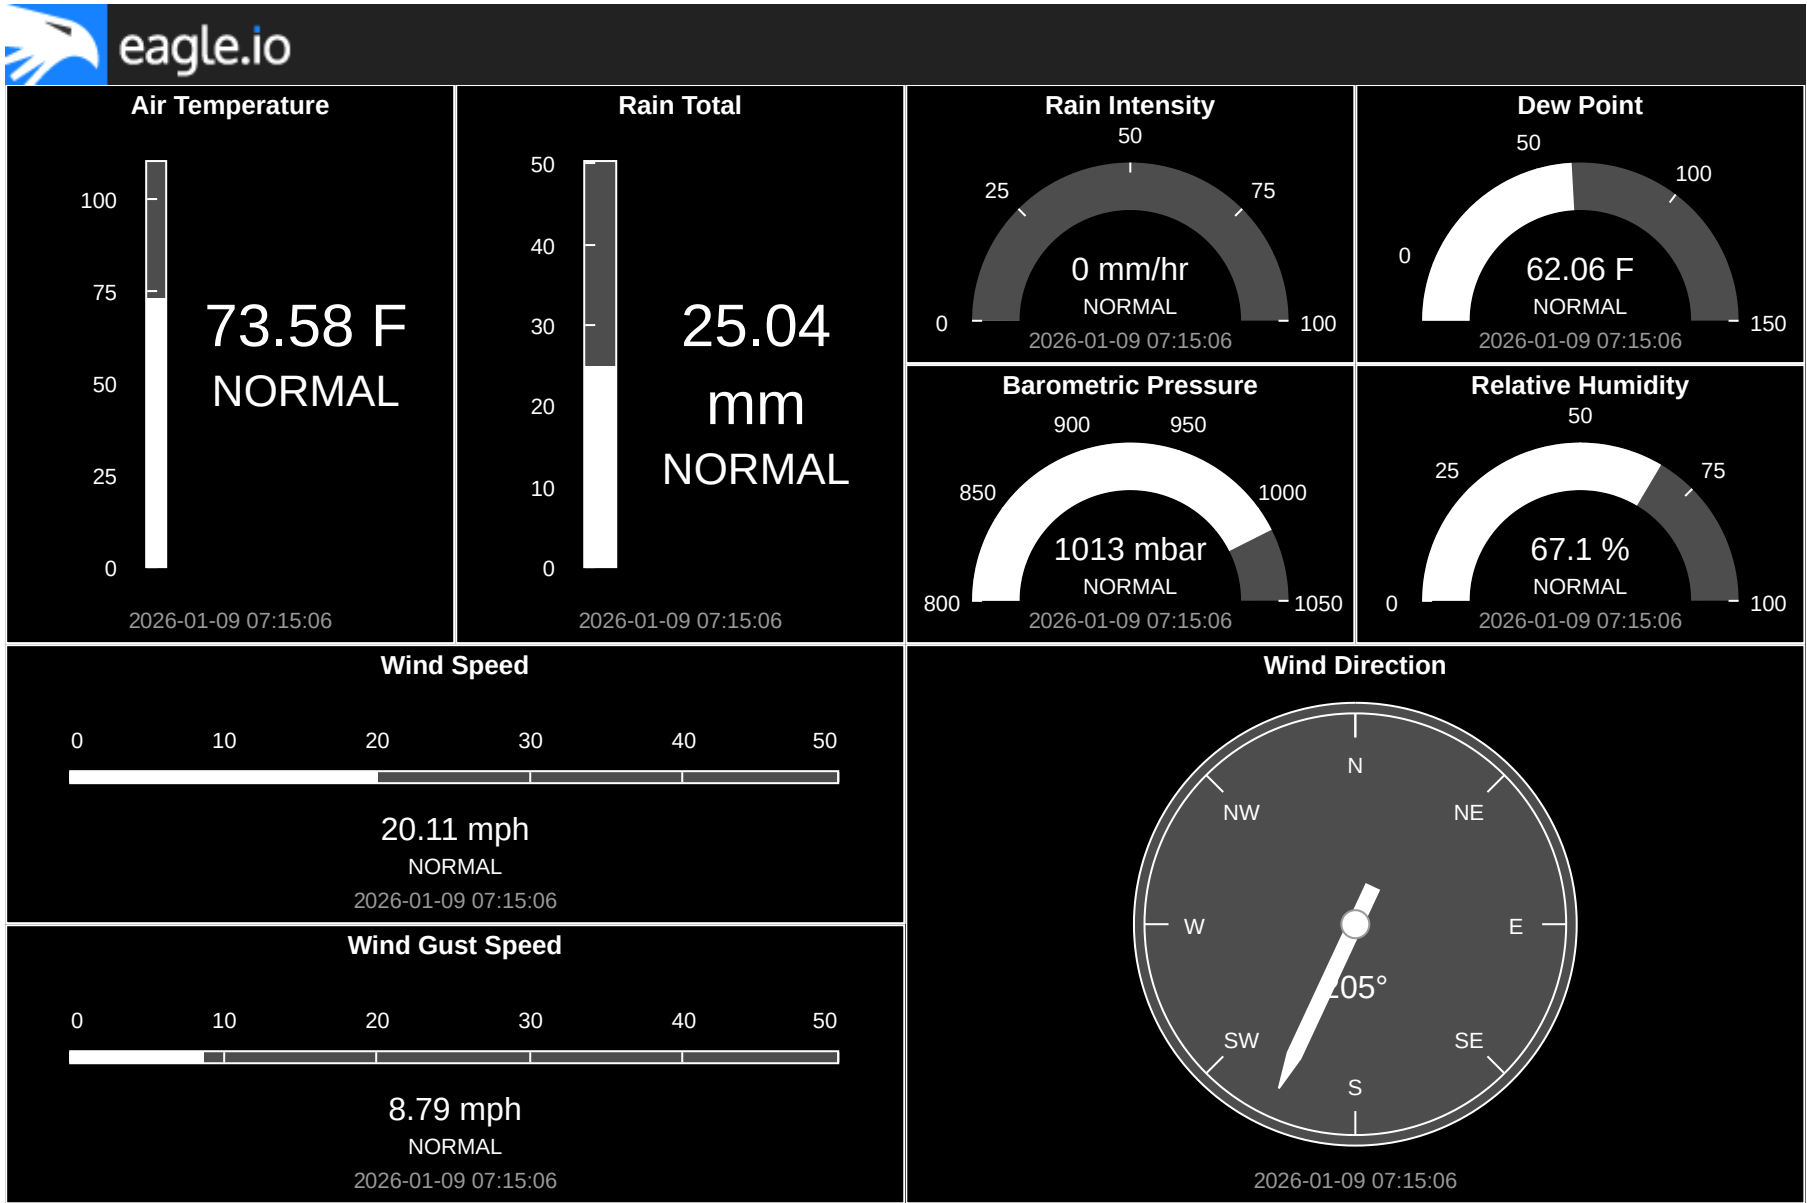 eagle.io
Air Temperature
100
75
50
25
0
73.58 F
NORMAL
2026-01-09 07:15:06
Rain Total
50
40
30
20
10
0
25.04
mm
NORMAL
2026-01-09 07:15:06
Rain Intensity
0
25
50
75
100
0 mm/hr
NORMAL
2026-01-09 07:15:06
Dew Point
0
50
100
150
62.06 F
NORMAL
2026-01-09 07:15:06
Barometric Pressure
800
850
900
950
1000
1050
1013 mbar
NORMAL
2026-01-09 07:15:06
Relative Humidity
0
25
50
75
100
67.1 %
NORMAL
2026-01-09 07:15:06
Wind Speed
0 10 20 30 40 50
20.11 mph
NORMAL
2026-01-09 07:15:06
Wind Gust Speed
0 10 20 30 40 50
8.79 mph
NORMAL
2026-01-09 07:15:06
Wind Direction
N
NW NE
W E
205°
SW SE
S
2026-01-09 07:15:06